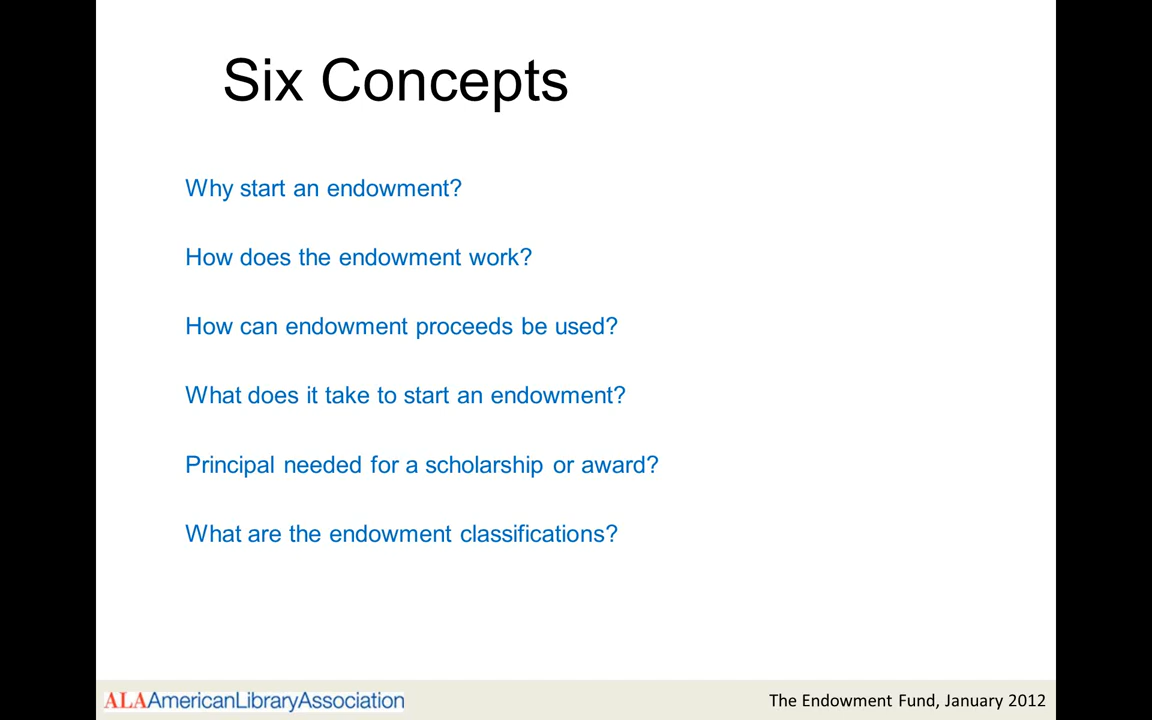 Six Concepts
Why start an endowment?
How does the endowment work?
How can endowment proceeds be used?
What does it take to start an endowment?
Principal needed for a scholarship or award?
What are the endowment classifications?
ALAAmericanLibraryAssociation
The Endowment Fund, January 2012